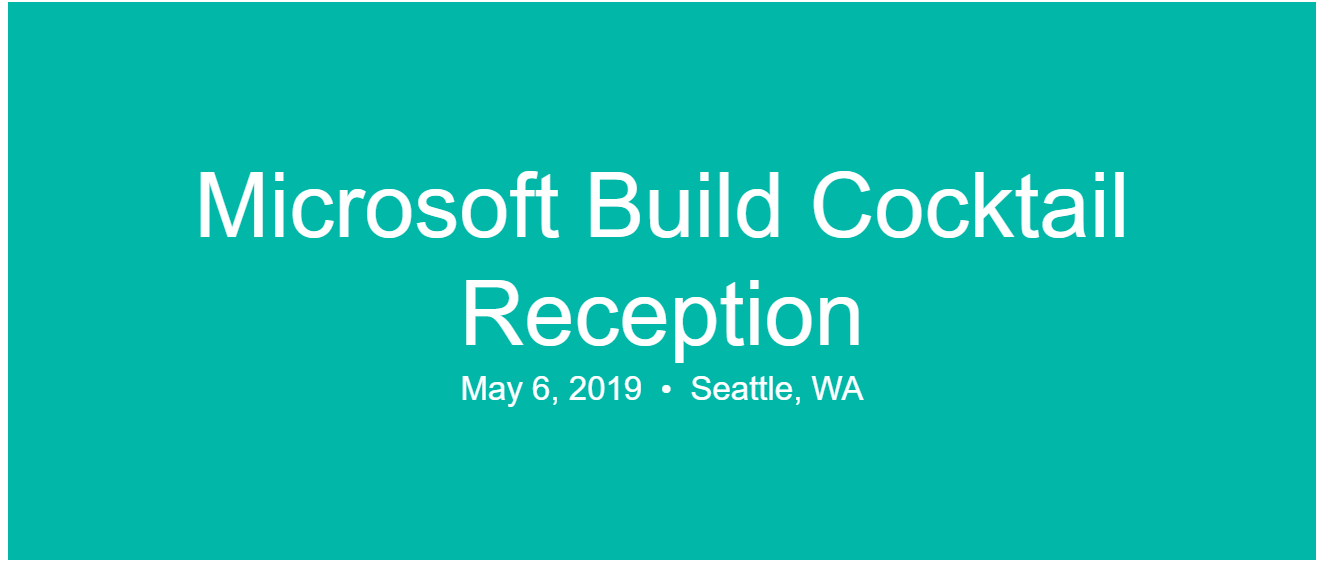 Microsoft Build Cocktail
Reception
May 6, 2019 • Seattle, WA